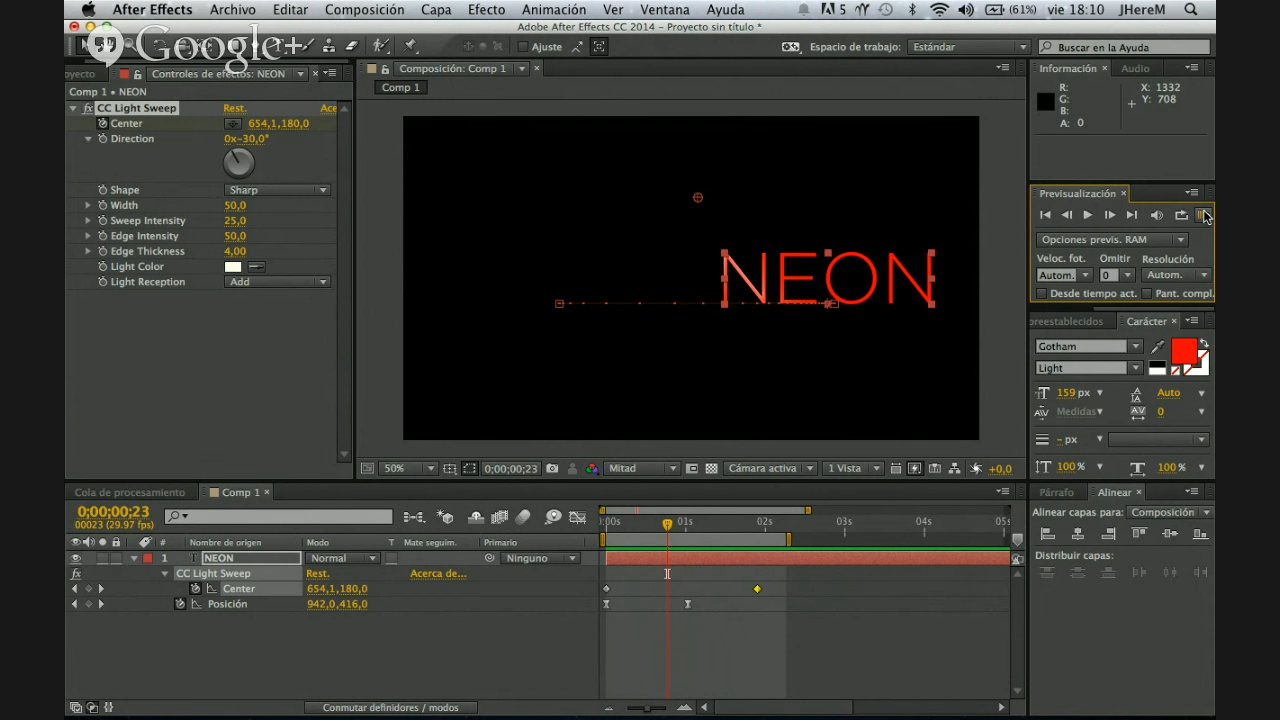 After Effects Archivo Editar Composición Capa Efecto Animación Ver Ventana Ayuda 5 (61%) vie 18:10 JHereM
Adobe After Effects CC 2014 - Proyecto sin título *
Google+
Ajuste Espacio de trabajo: Estándar Buscar en la Ayuda
oyecto Controles de efectos: NEON
Comp 1 • NEON
CC Light Sweep Rest. Ace
Center 654,1,180,0
Direction 0x-30,0°
Shape Sharp
Width 50,0
Sweep Intensity 25,0
Edge Intensity 50,0
Edge Thickness 4,00
Light Color
Light Reception Add
Composición: Comp 1
Comp 1
NEON
50% 0;00;00;23 Mitad Cámara activa 1 Vista +0,0
Información Audio
R: X: 1332
G: Y: 708
B:
A: 0
Previsualización
Opciones previs. RAM
Veloc. fot. Omitir Resolución
Autom. 0 Autom.
Desde tiempo act. Pant. compl.
reestablecidos Carácter
Gotham
Light
159 px Auto
Medidas 0
- px
100 % 100 %
Cola de procesamiento Comp 1
0;00;00;23
00023 (29.97 fps)
# Nombre de origen Modo T Mate seguim. Primario
1 T NEON Normal Ninguno
fx CC Light Sweep Rest. Acerca de...
Center 654,1,180,0
Posición 942,0,416,0
:00s 01s 02s 03s 04s 05s
Conmutar definidores / modos
Párrafo Alinear
Alinear capas para: Composición
Distribuir capas: